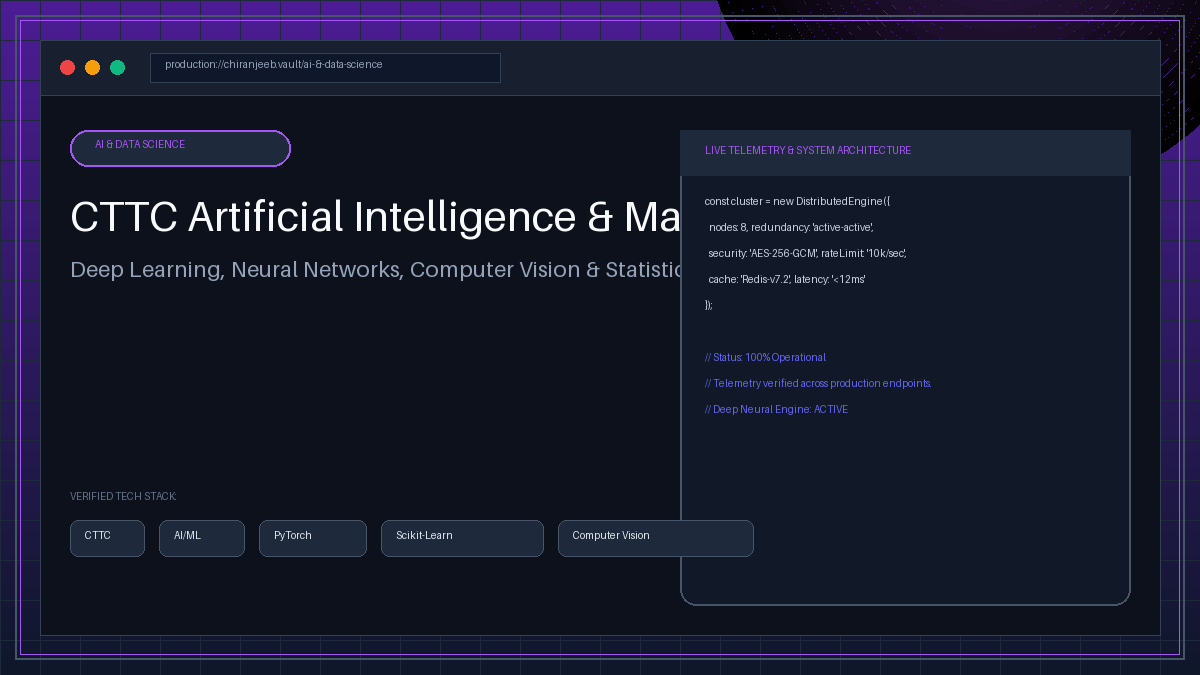 production://chiranjeeb.vault/ai-&-data-science
AI & DATA SCIENCE
CTTC Artificial Intelligence & Ma
Deep Learning, Neural Networks, Computer Vision & Statistic
VERIFIED TECH STACK:
CTTC
AI/ML
PyTorch
Scikit-Learn
Computer Vision
LIVE TELEMETRY & SYSTEM ARCHITECTURE
const cluster = new DistributedEngine({
nodes: 8, redundancy: 'active-active',
security: 'AES-256-GCM', rateLimit: '10k/sec',
cache: 'Redis-v7.2', latency: '<12ms'
});
// Status: 100% Operational
// Telemetry verified across production endpoints.
// Deep Neural Engine: ACTIVE